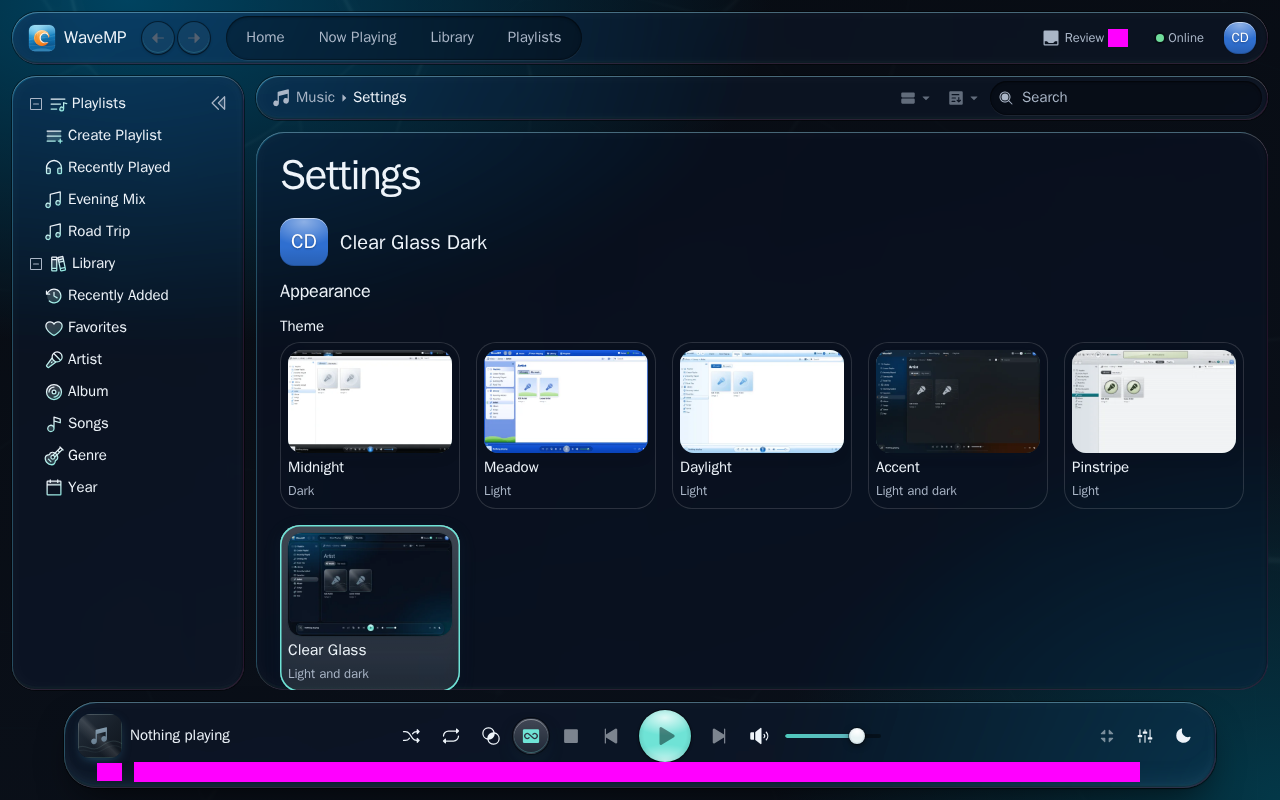 WaveMP
Home
Now Playing
Library
Playlists
Review
Online
CD
Playlists
Create Playlist
Recently Played
Evening Mix
Road Trip
Library
Recently Added
Favorites
Artist
Album
Songs
Genre
Year
Music
Settings
Search
Settings
CD
Clear Glass Dark
Appearance
Theme
Midnight
Dark
Meadow
Light
Daylight
Light
Accent
Light and dark
Pinstripe
Light
Clear Glass
Light and dark
Nothing playing